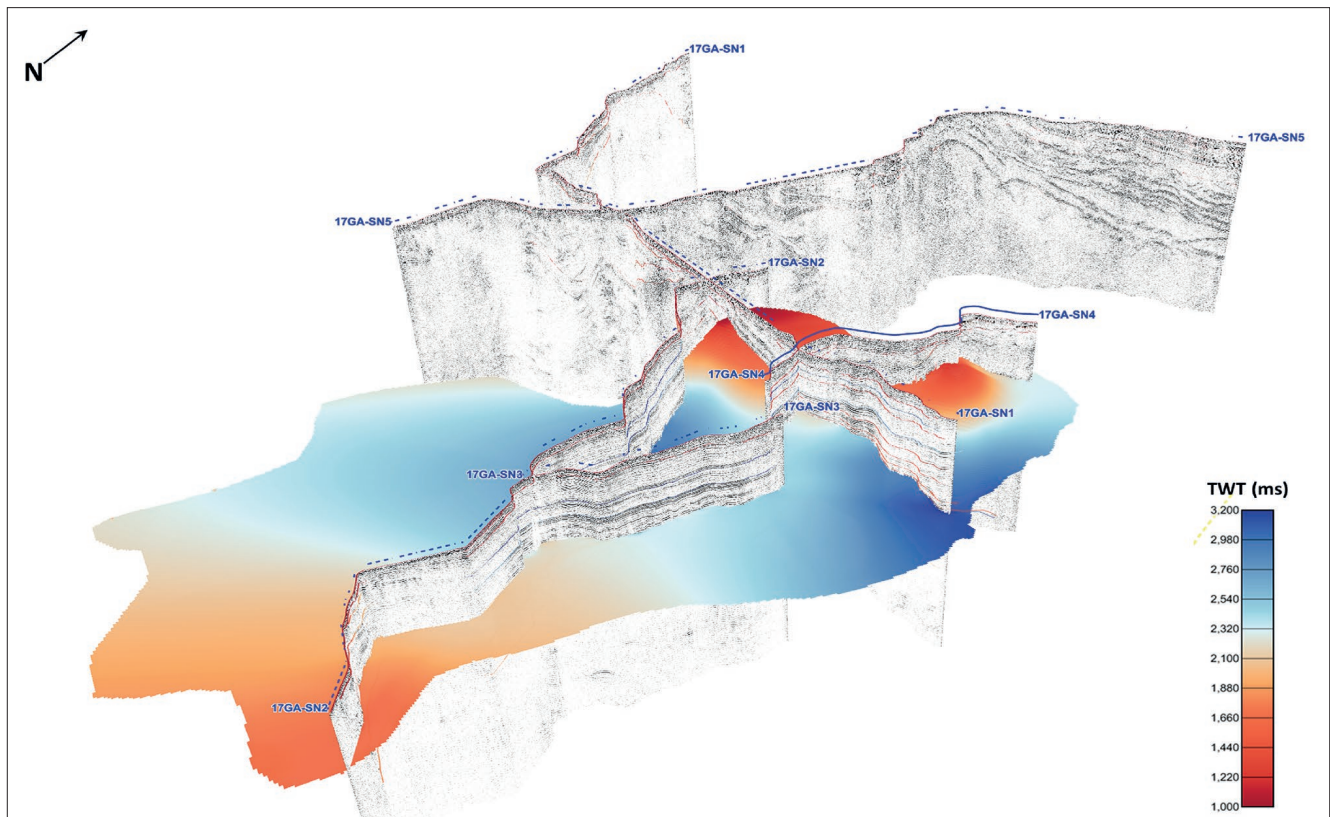 N
17GA-SN1
17GA-SN5
17GA-SN5
17GA-SN2
17GA-SN4
17GA-SN4
17GA-SN3
17GA-SN1
17GA-SN3
17GA-SN2
TWT (ms)
3,200
2,980
2,760
2,540
2,320
2,100
1,880
1,660
1,440
1,220
1,000